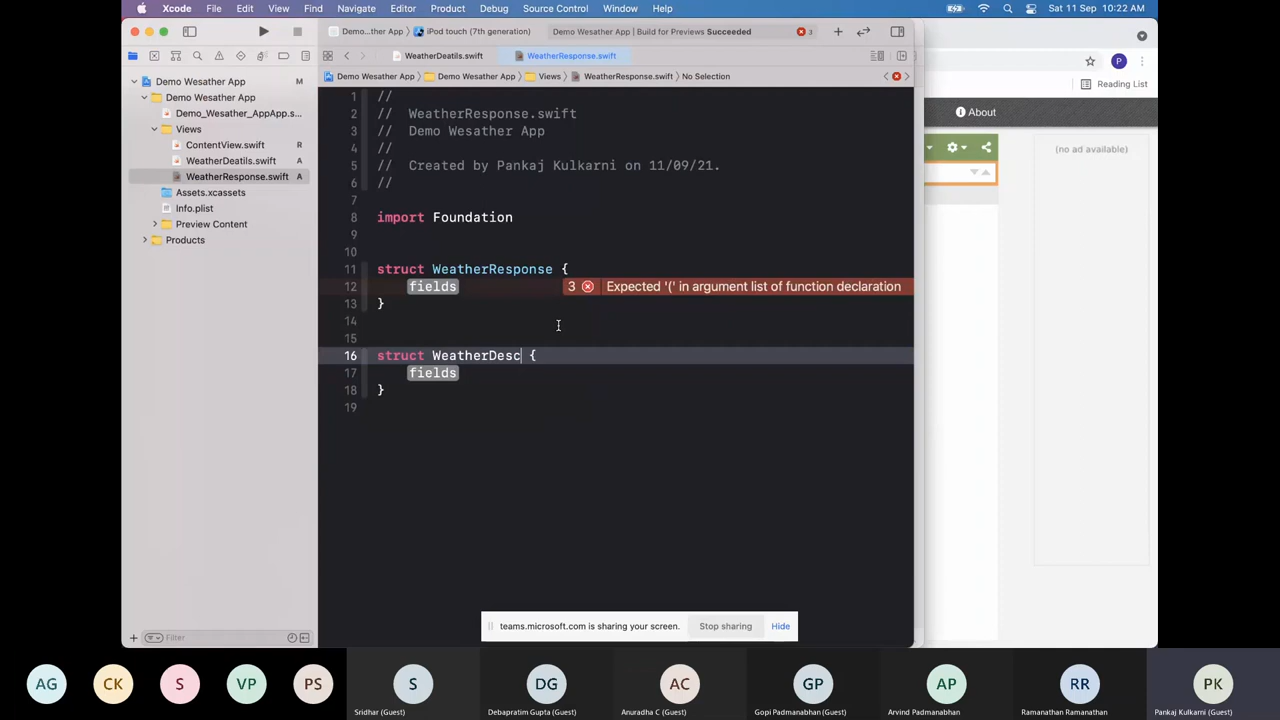 Xcode File Edit View Find Navigate Editor Product Debug Source Control Window Help Sat 11 Sep 10:22 AM
Demo...ther App iPod touch (7th generation) Demo Wesather App | Build for Previews Succeeded 3
WeatherDeatils.swift WeatherResponse.swift
Demo Wesather App Demo Wesather App Views WeatherResponse.swift No Selection
Demo Wesather App M
Demo Wesather App
Demo_Wesather_AppApp.s... A
Views
ContentView.swift R
WeatherDeatils.swift A
WeatherResponse.swift A
Assets.xcassets
Info.plist
Preview Content
Products
Filter
1 //
2 // WeatherResponse.swift
3 // Demo Wesather App
4 //
5 // Created by Pankaj Kulkarni on 11/09/21.
6 //
7
8 import Foundation
9
10
11 struct WeatherResponse {
12 fields 3 Expected '(' in argument list of function declaration
13 }
14
15
16 struct WeatherDesc {
17 fields
18 }
19
P
Reading List
About
(no ad available)
teams.microsoft.com is sharing your screen. Stop sharing Hide
AG CK S VP PS S DG AC GP AP RR PK
Sridhar (Guest) Debapratim Gupta (Guest) Anuradha C (Guest) Gopi Padmanabhan (Guest) Arvind Padmanabhan Ramanathan Ramanathan Pankaj Kulkarni (Guest)